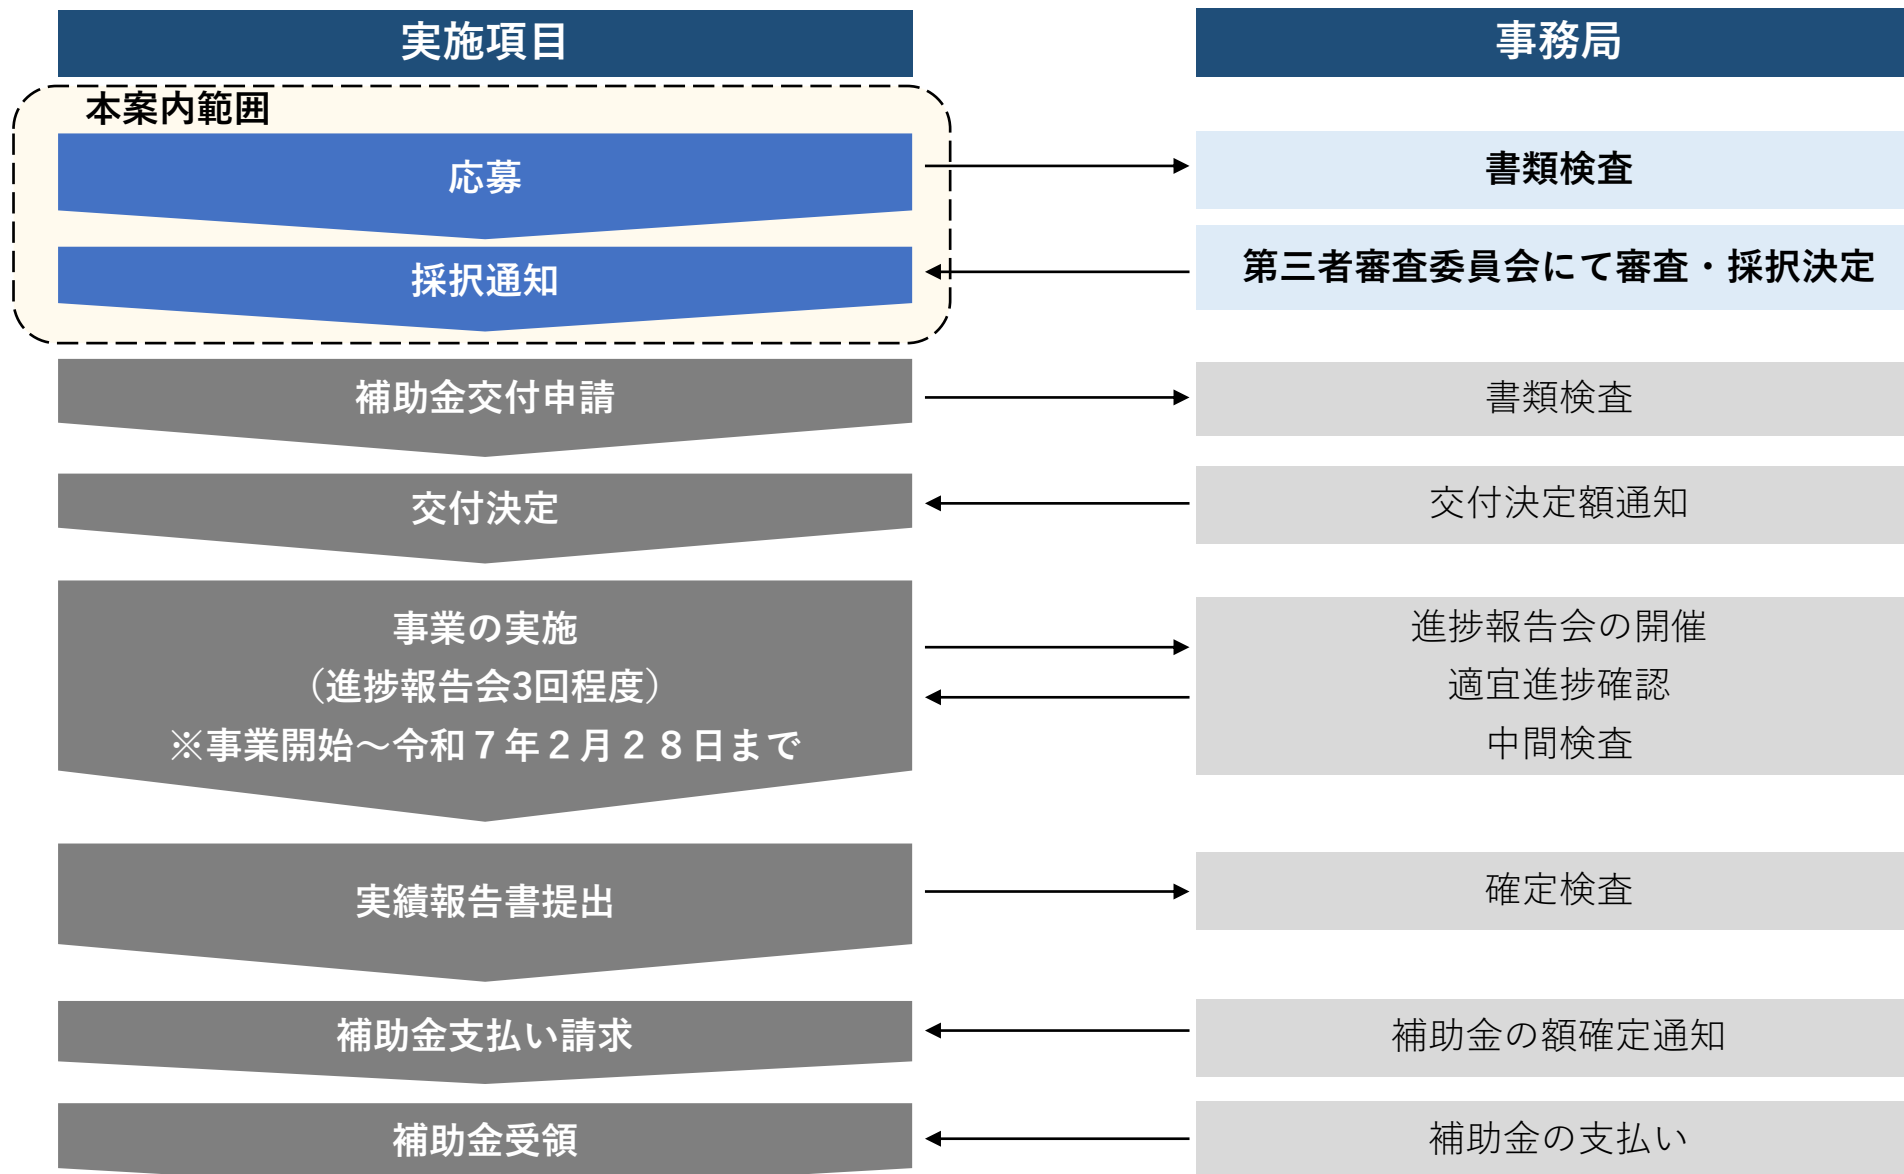 実施項目
事務局
本案内範囲
応募
書類検査
採択通知
第三者審査委員会にて審査・採択決定
補助金交付申請
書類検査
交付決定
交付決定額通知
事業の実施
（進捗報告会3回程度）
※事業開始～令和７年２月２８日まで
進捗報告会の開催
適宜進捗確認
中間検査
実績報告書提出
確定検査
補助金支払い請求
補助金の額確定通知
補助金受領
補助金の支払い